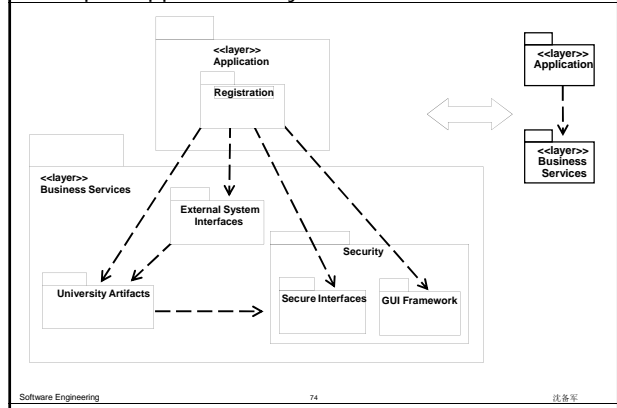 <<layer>>
Application
Registration
<<layer>>
Application
<<layer>>
Business
Services
<<layer>>
Business Services
External System
Interfaces
Security
University Artifacts
Secure Interfaces
GUI Framework
Software Engineering
74
沈备军